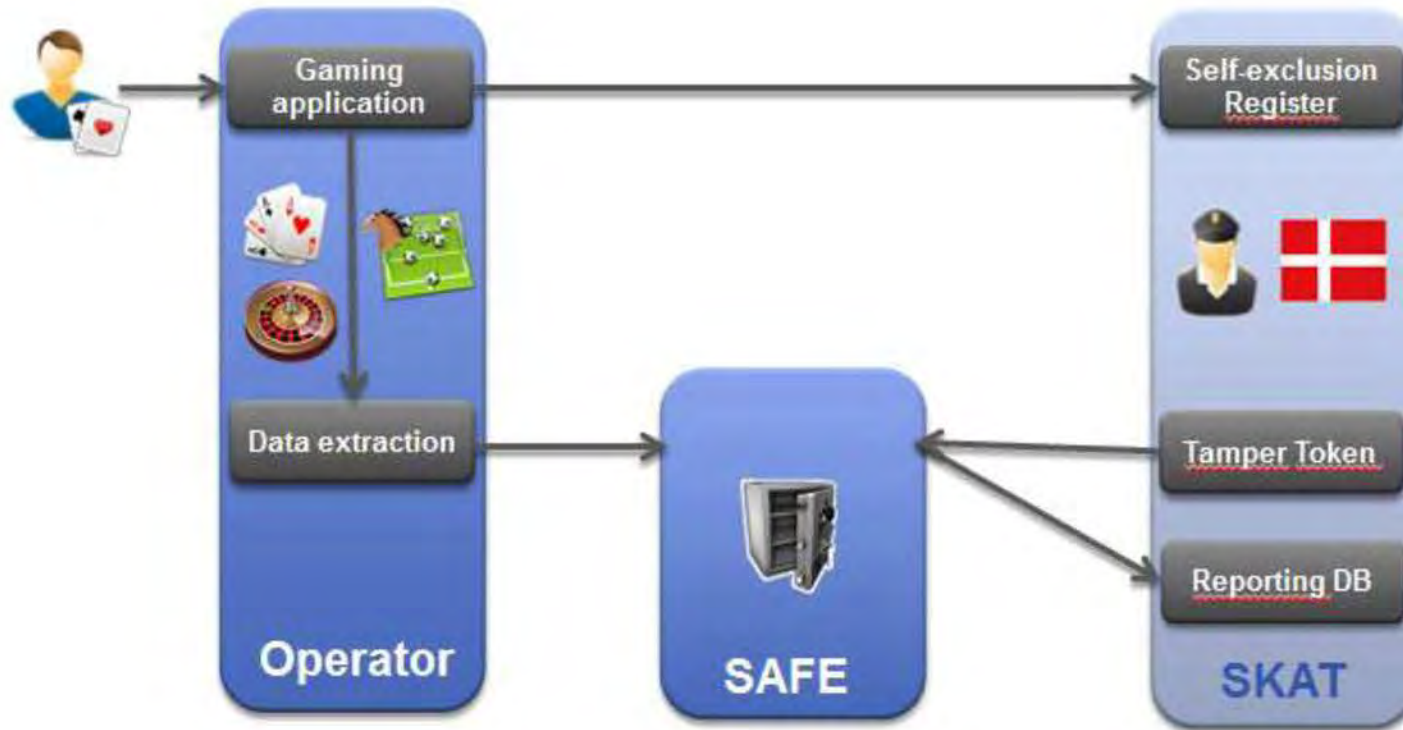 Gaming
application
Self-exclusion
Register
Data extraction
Tamper Token
Reporting DB
Operator
SAFE
SKAT